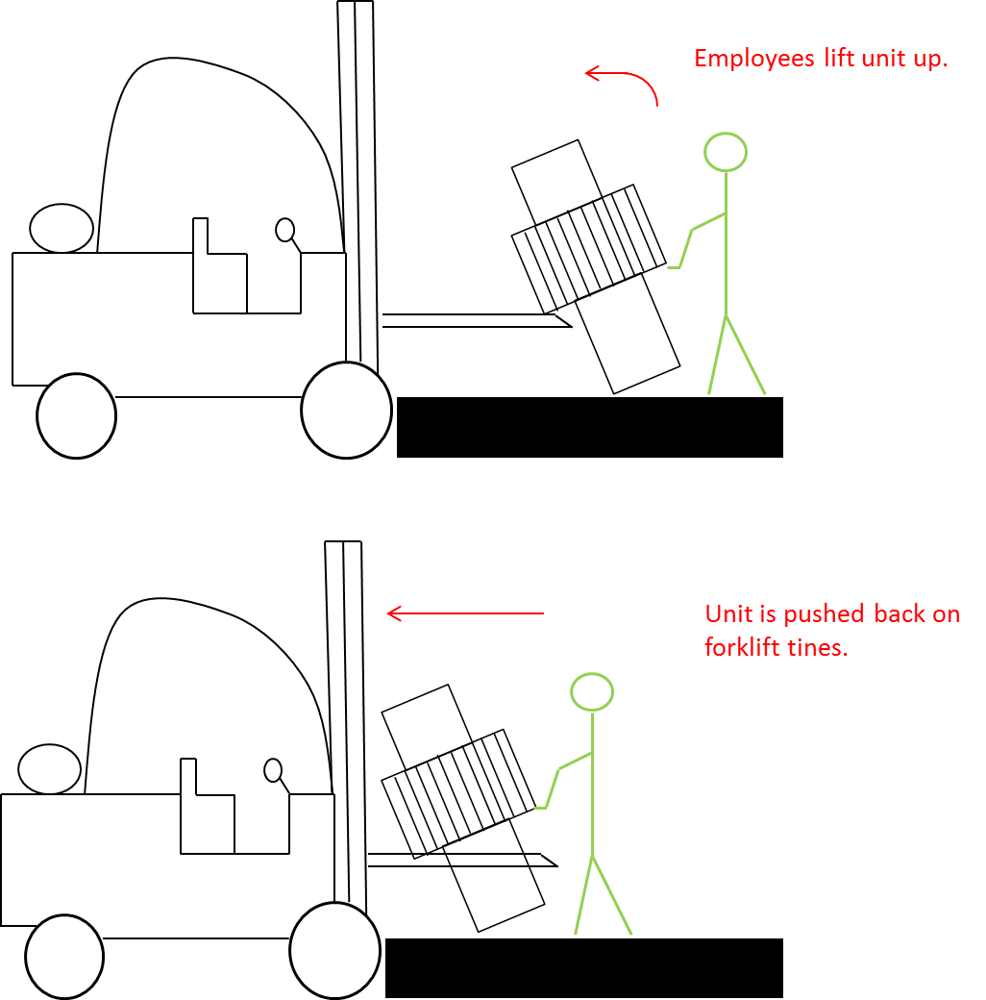 Employees lift unit up.
Unit is pushed back on
forklift tines.